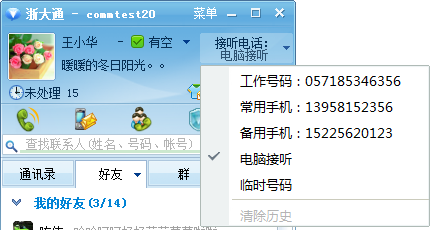 浙大通 - commtest20 菜单
王小华 - 有空 接听电话：
电脑接听
暖暖的冬日阳光。。
未处理 15
工作号码：057185346356
常用手机：13958152356
备用手机：15225620123
查找联系人(姓名、号码、帐号)
电脑接听
通讯录 好友 群
临时号码
我的好友(3/14)
清除历史